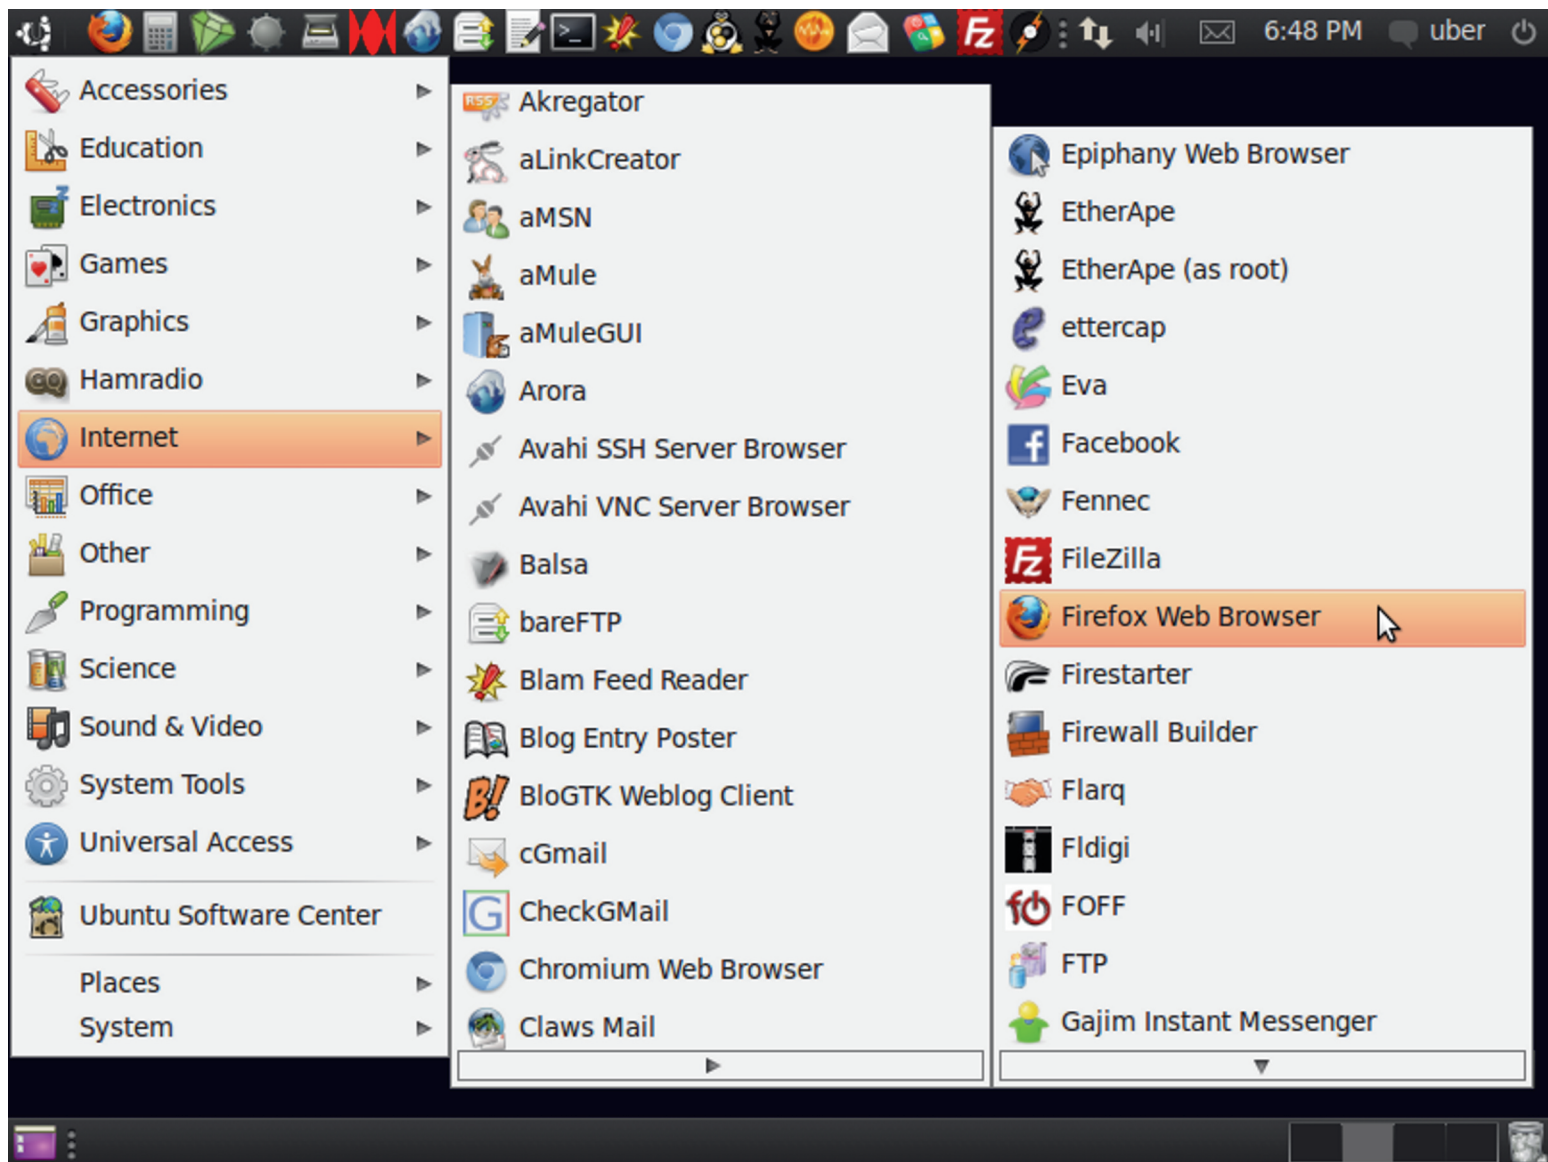 6:48 PM
uber
Accessories
Education
Electronics
Games
Graphics
Hamradio
Internet
Office
Other
Programming
Science
Sound & Video
System Tools
Universal Access
Ubuntu Software Center
Places
System
RSS
Akregator
aLinkCreator
aMSN
aMule
aMuleGUI
Arora
Avahi SSH Server Browser
Avahi VNC Server Browser
Balsa
bareFTP
Blam Feed Reader
Blog Entry Poster
B!
BloGTK Weblog Client
cGmail
G
CheckGMail
Chromium Web Browser
Claws Mail
Epiphany Web Browser
EtherApe
EtherApe (as root)
ettercap
Eva
f
Facebook
Fennec
Fz
FileZilla
Firefox Web Browser
Firestarter
Firewall Builder
Flarq
Fldigi
FOFF
FTP
Gajim Instant Messenger